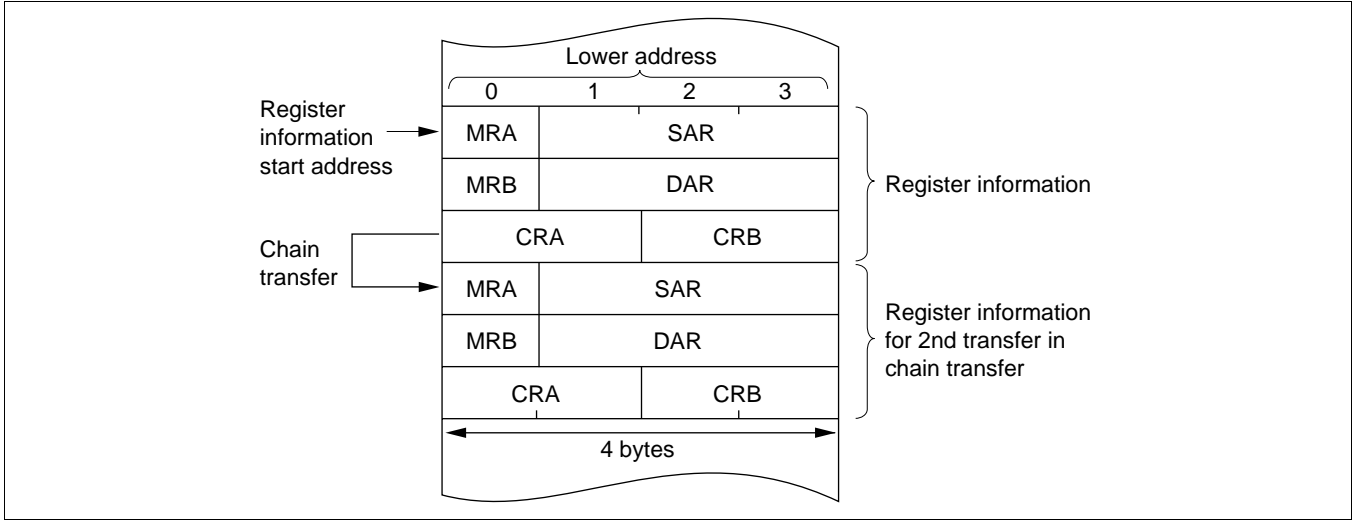 Lower address
0 1 2 3
Register
information
start address
MRA SAR
MRB DAR
Register information
CRA CRB
Chain
transfer
MRA SAR
MRB DAR
Register information
for 2nd transfer in
chain transfer
CRA CRB
4 bytes